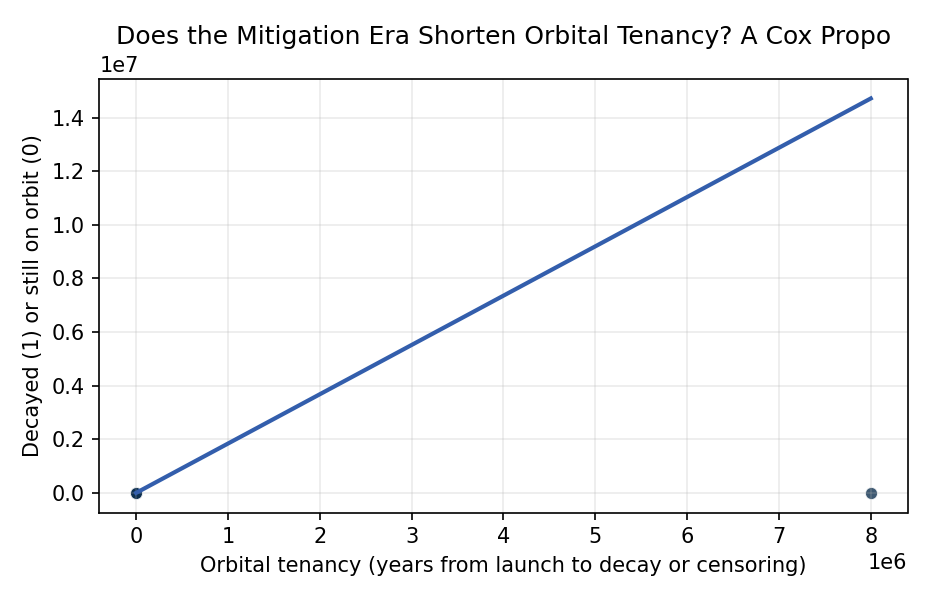 Does the Mitigation Era Shorten Orbital Tenancy? A Cox Propo
1e7
1.4
1.2
1.0
0.8
0.6
0.4
0.2
0.0
Decayed (1) or still on orbit (0)
0 1 2 3 4 5 6 7 8
1e6
Orbital tenancy (years from launch to decay or censoring)